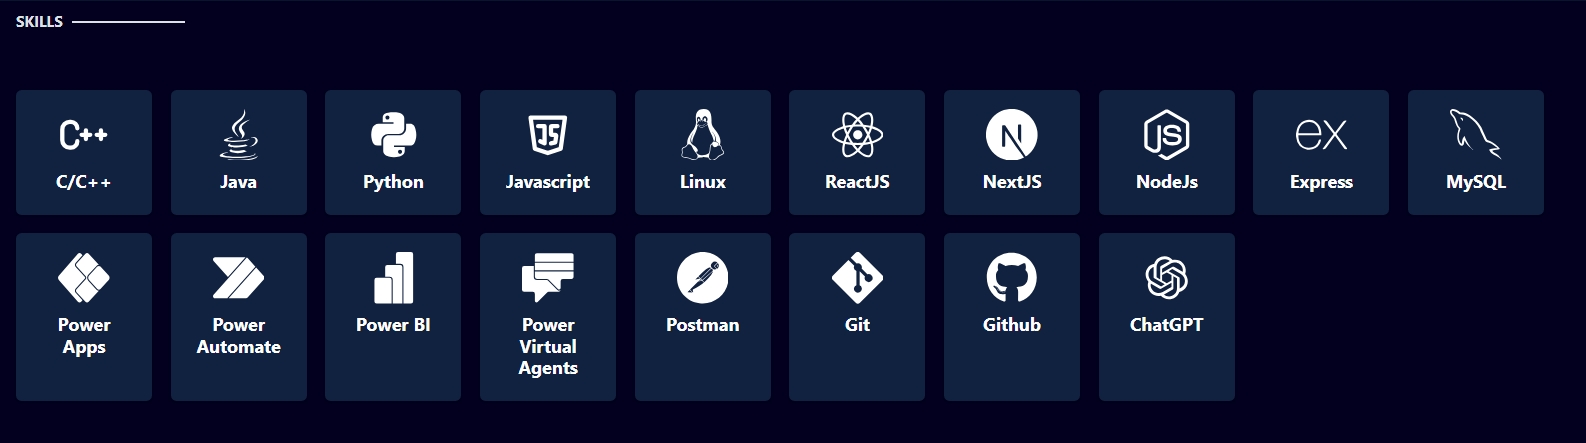 SKILLS
C++
JS
N
JS
ex
C/C++
Java
Python
Javascript
Linux
ReactJS
NextJS
NodeJs
Express
MySQL
Power
Apps
Power
Automate
Power BI
Power
Virtual
Agents
Postman
Git
Github
ChatGPT